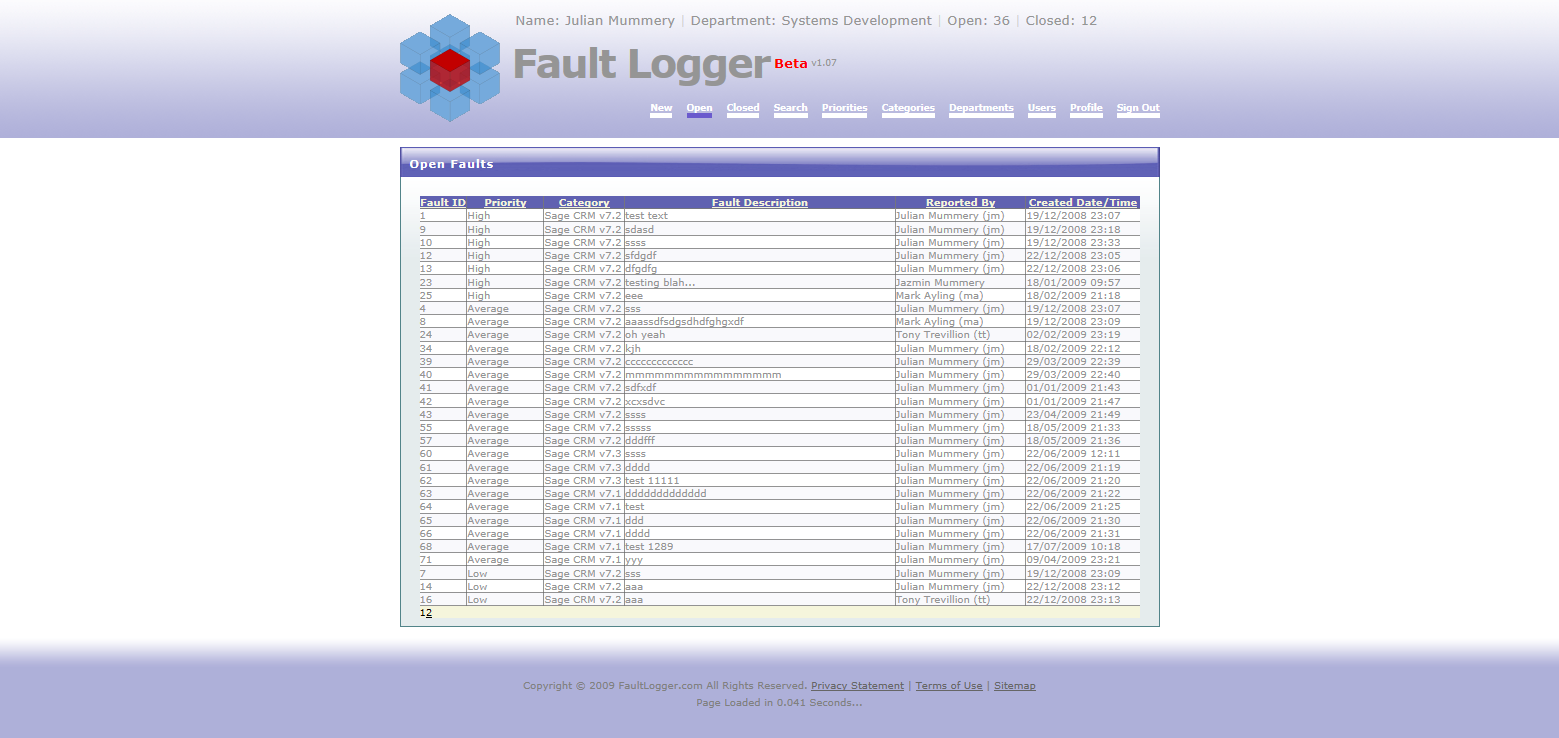 Name: Julian Mummery | Department: Systems Development | Open: 36 | Closed: 12
Fault Logger Beta v1.07
New Open Closed Search Priorities Categories Departments Users Profile Sign Out
Open Faults
Fault ID Priority Category Fault Description Reported By Created Date/Time
1 High Sage CRM v7.2 test text Julian Mummery (jm) 19/12/2008 23:07
9 High Sage CRM v7.2 sdasd Julian Mummery (jm) 19/12/2008 23:18
10 High Sage CRM v7.2 ssss Julian Mummery (jm) 19/12/2008 23:33
12 High Sage CRM v7.2 sfdgdf Julian Mummery (jm) 22/12/2008 23:05
13 High Sage CRM v7.2 dfgdfg Julian Mummery (jm) 22/12/2008 23:06
23 High Sage CRM v7.2 testing blah... Jazmin Mummery 18/01/2009 09:57
25 High Sage CRM v7.2 eee Mark Ayling (ma) 18/02/2009 21:18
4 Average Sage CRM v7.2 sss Julian Mummery (jm) 19/12/2008 23:07
8 Average Sage CRM v7.2 aaassdfsdgsdhdfghgxdf Mark Ayling (ma) 19/12/2008 23:09
24 Average Sage CRM v7.2 oh yeah Tony Trevillion (tt) 02/02/2009 23:19
34 Average Sage CRM v7.2 kjh Julian Mummery (jm) 18/02/2009 22:12
39 Average Sage CRM v7.2 ccccccccccccc Julian Mummery (jm) 29/03/2009 22:39
40 Average Sage CRM v7.2 mmmmmmmmmmmmmmmm Julian Mummery (jm) 29/03/2009 22:40
41 Average Sage CRM v7.2 sdfxdf Julian Mummery (jm) 01/01/2009 21:43
42 Average Sage CRM v7.2 xcxsdvc Julian Mummery (jm) 01/01/2009 21:47
43 Average Sage CRM v7.2 ssss Julian Mummery (jm) 23/04/2009 21:49
55 Average Sage CRM v7.2 sssss Julian Mummery (jm) 18/05/2009 21:33
57 Average Sage CRM v7.2 dddfff Julian Mummery (jm) 18/05/2009 21:36
60 Average Sage CRM v7.3 ssss Julian Mummery (jm) 22/06/2009 12:11
61 Average Sage CRM v7.3 dddd Julian Mummery (jm) 22/06/2009 21:19
62 Average Sage CRM v7.3 test 11111 Julian Mummery (jm) 22/06/2009 21:20
63 Average Sage CRM v7.1 ddddddddddddd Julian Mummery (jm) 22/06/2009 21:22
64 Average Sage CRM v7.1 test Julian Mummery (jm) 22/06/2009 21:25
65 Average Sage CRM v7.1 ddd Julian Mummery (jm) 22/06/2009 21:30
66 Average Sage CRM v7.1 dddd Julian Mummery (jm) 22/06/2009 21:31
68 Average Sage CRM v7.1 test 1289 Julian Mummery (jm) 17/07/2009 10:18
71 Average Sage CRM v7.1 yyy Julian Mummery (jm) 09/04/2009 23:21
7 Low Sage CRM v7.2 sss Julian Mummery (jm) 19/12/2008 23:09
14 Low Sage CRM v7.2 aaa Julian Mummery (jm) 22/12/2008 23:12
16 Low Sage CRM v7.2 aaa Tony Trevillion (tt) 22/12/2008 23:13
12
Copyright © 2009 FaultLogger.com All Rights Reserved. Privacy Statement | Terms of Use | Sitemap
Page Loaded in 0.041 Seconds...